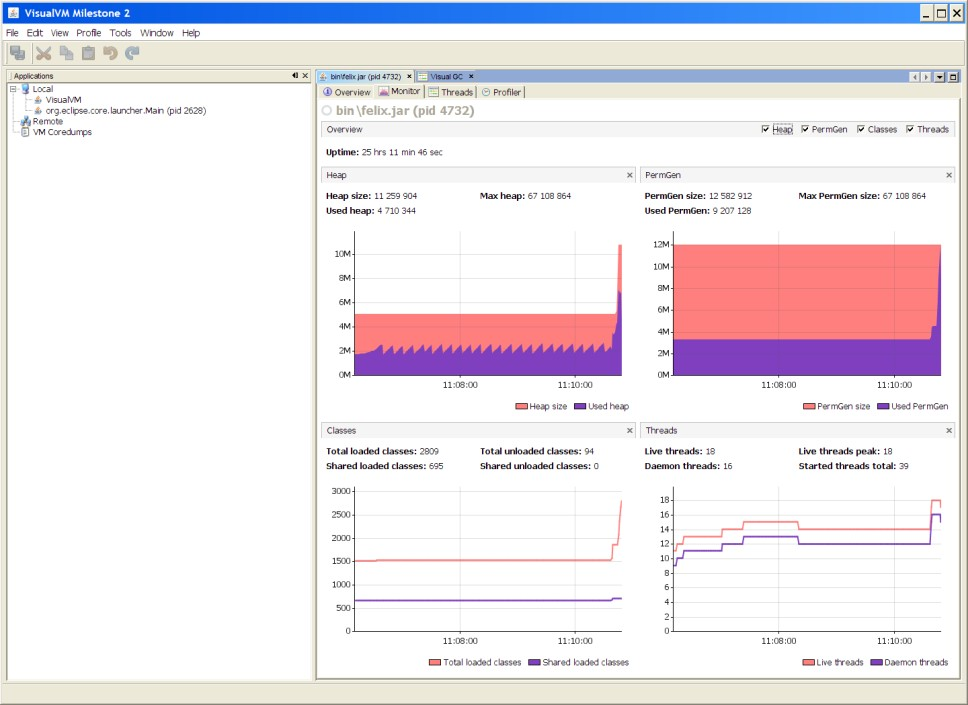 VisualVM Milestone 2
File Edit View Profile Tools Window Help
Applications
Local
VisualVM
org.eclipse.core.launcher.Main (pid 2628)
Remote
VM Coredumps
bin\felix.jar (pid 4732) Visual GC
Overview Monitor Threads Profiler
bin \felix.jar (pid 4732)
Overview Heap PermGen Classes Threads
Uptime: 25 hrs 11 min 46 sec
Heap
Heap size: 11 259 904 Max heap: 67 108 864
Used heap: 4 710 344
10M
8M
6M
4M
2M
0M
11:08:00 11:10:00
Heap size Used heap
PermGen
PermGen size: 12 582 912 Max PermGen size: 67 108 864
Used PermGen: 9 207 128
12M
10M
8M
6M
4M
2M
0M
11:08:00 11:10:00
PermGen size Used PermGen
Classes
Total loaded classes: 2809 Total unloaded classes: 94
Shared loaded classes: 695 Shared unloaded classes: 0
3000
2500
2000
1500
1000
500
0
11:08:00 11:10:00
Total loaded classes Shared loaded classes
Threads
Live threads: 18 Live threads peak: 18
Daemon threads: 16 Started threads total: 39
18
16
14
12
10
8
6
4
2
0
11:08:00 11:10:00
Live threads Daemon threads